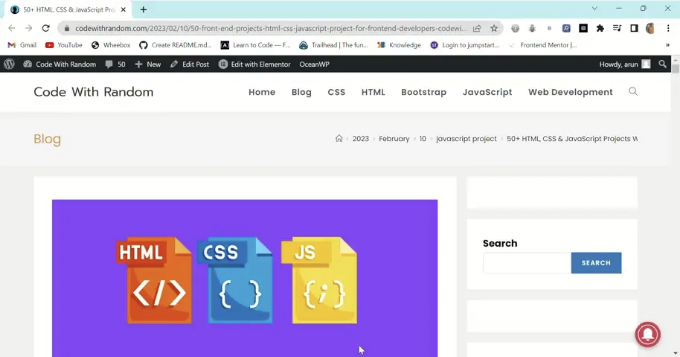 50+ HTML, CSS & JavaScript Proj
codewithrandom.com/2023/02/10/50-front-end-projects-html-css-javascript-project-for-frontend-developers-codewi...
Gmail YouTube Wheebox Create README.md... Learn to Code — F... Trailhead | The fun... Knowledge Login to jumpstart... Frontend Mentor |...
Code With Random 50 New Edit Post Edit with Elementor OceanWP Howdy, arun
Code With Random Home Blog CSS HTML Bootstrap JavaScript Web Development
Blog 2023 February 10 javascript project 50+ HTML, CSS & JavaScript Projects W
HTML CSS JS
</> { } {;}
Search
SEARCH